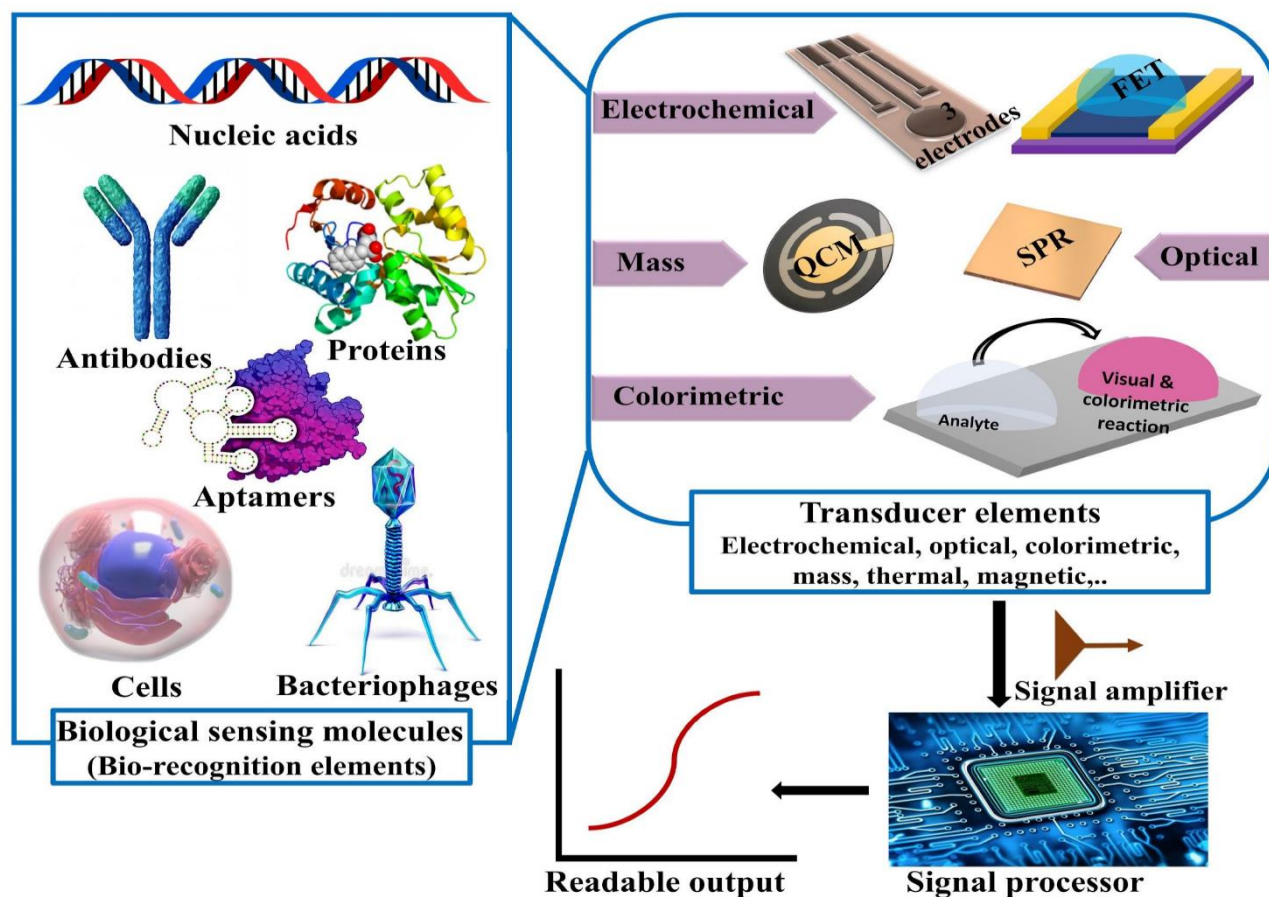 Nucleic acids
Antibodies
Proteins
Aptamers
Cells
Bacteriophages
Biological sensing molecules
(Bio-recognition elements)
Electrochemical
3
electrodes
FET
Mass
QCM
SPR
Optical
Colorimetric
Analyte
Visual &
colorimetric
reaction
Transducer elements
Electrochemical, optical, colorimetric,
mass, thermal, magnetic,..
Signal amplifier
Signal processor
Readable output